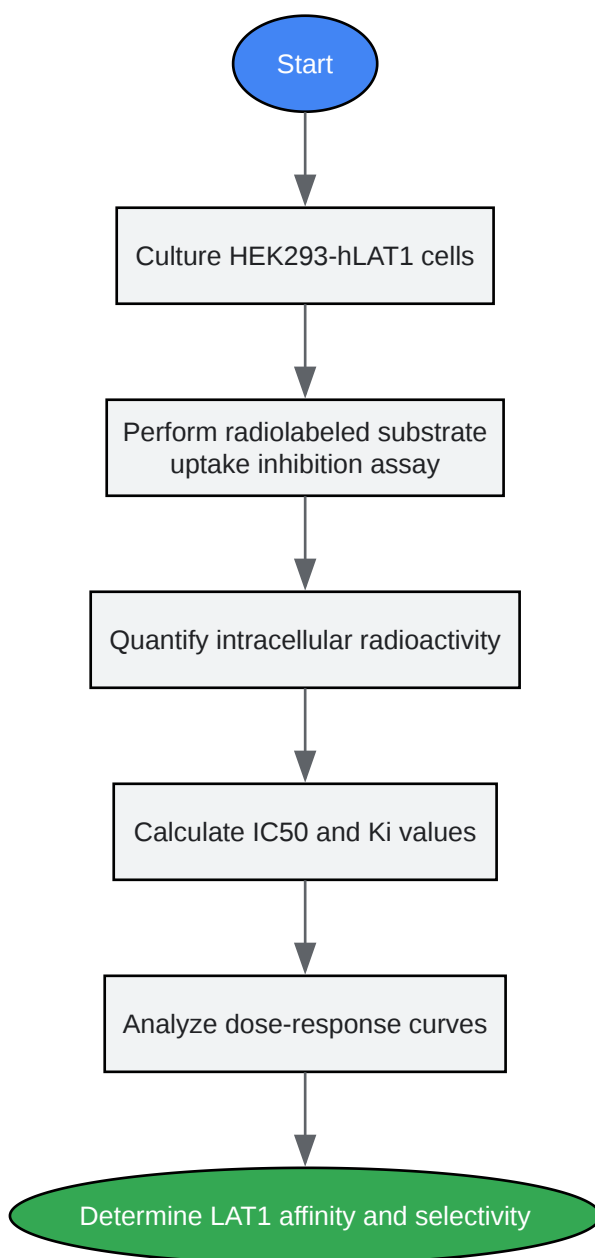 Start
Culture HEK293-hLAT1 cells
Perform radiolabeled substrate
uptake inhibition assay
Quantify intracellular radioactivity
Calculate IC50 and Ki values
Analyze dose-response curves
Determine LAT1 affinity and selectivity